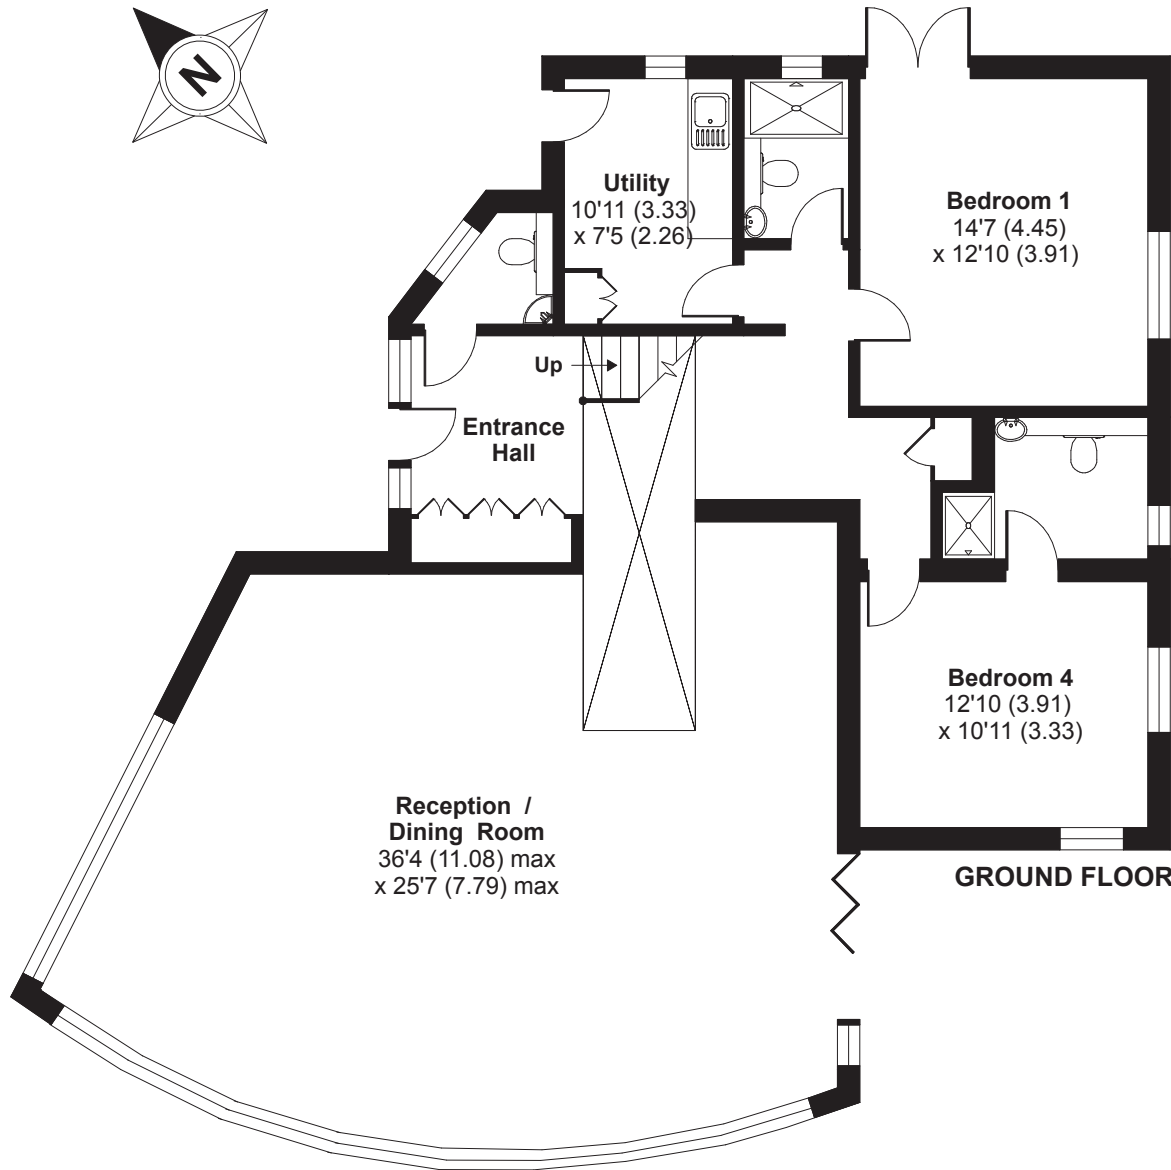 N
Utility
10'11 (3.33)
x 7'5 (2.26)
Bedroom 1
14'7 (4.45)
x 12'10 (3.91)
Up
Entrance
Hall
Bedroom 4
12'10 (3.91)
x 10'11 (3.33)
Reception /
Dining Room
36'4 (11.08) max
x 25'7 (7.79) max
GROUND FLOOR